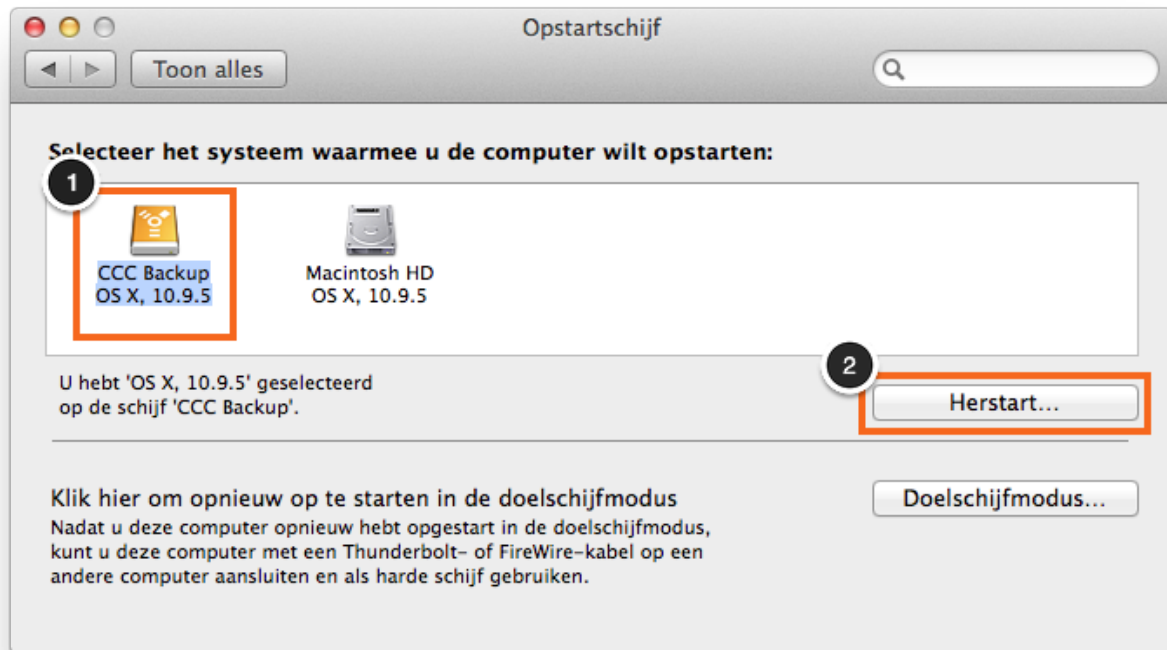 Opstartschijf
Toon alles
Selecteer het systeem waarmee u de computer wilt opstarten:
1
CCC Backup
OS X, 10.9.5
Macintosh HD
OS X, 10.9.5
U hebt 'OS X, 10.9.5' geselecteerd
op de schijf 'CCC Backup'.
2
Herstart...
Klik hier om opnieuw op te starten in de doelschijfmodus
Nadat u deze computer opnieuw hebt opgestart in de doelschijfmodus,
kunt u deze computer met een Thunderbolt- of FireWire-kabel op een
andere computer aansluiten en als harde schijf gebruiken.
Doelschijfmodus...